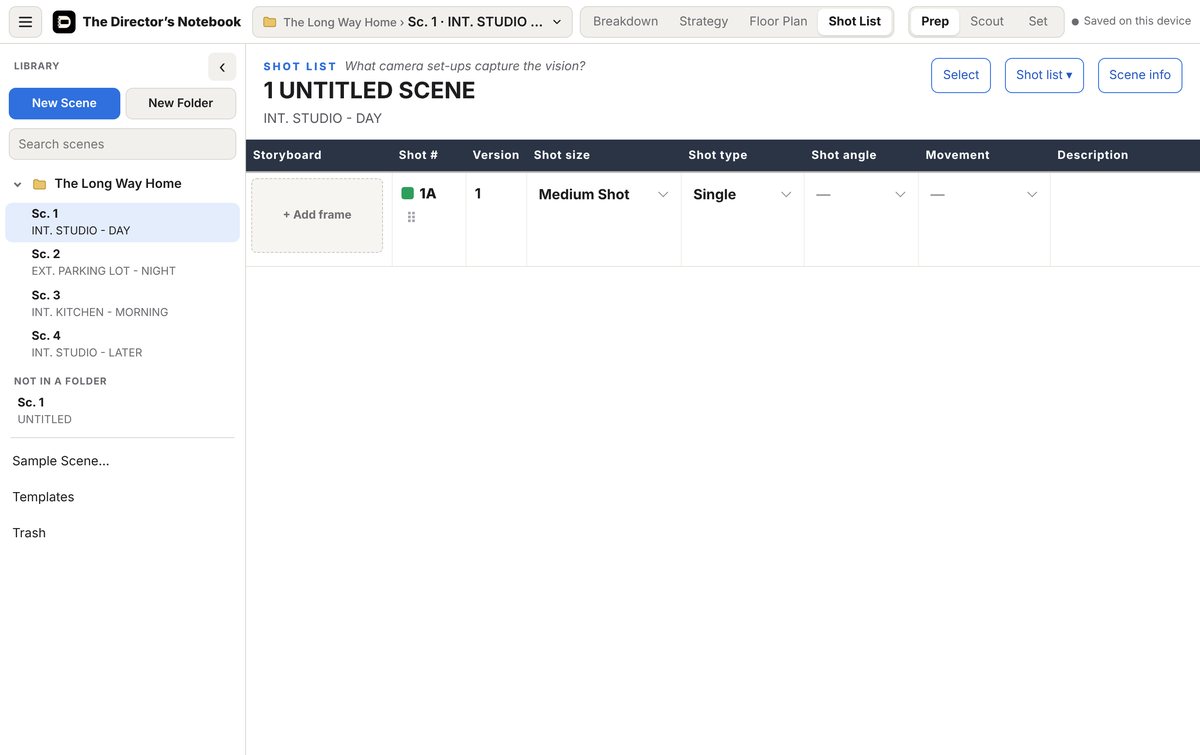 The Director's Notebook
The Long Way Home › Sc. 1 · INT. STUDIO ...
Breakdown
Strategy
Floor Plan
Shot List
Prep
Scout
Set
Saved on this device
LIBRARY
New Scene
New Folder
Search scenes
The Long Way Home
Sc. 1
INT. STUDIO - DAY
Sc. 2
EXT. PARKING LOT - NIGHT
Sc. 3
INT. KITCHEN - MORNING
Sc. 4
INT. STUDIO - LATER
NOT IN A FOLDER
Sc. 1
UNTITLED
Sample Scene...
Templates
Trash
SHOT LIST What camera set-ups capture the vision?
1 UNTITLED SCENE
INT. STUDIO - DAY
Select
Shot list ▾
Scene info
Storyboard Shot # Version Shot size Shot type Shot angle Movement Description
+ Add frame 1A 1 Medium Shot Single — —